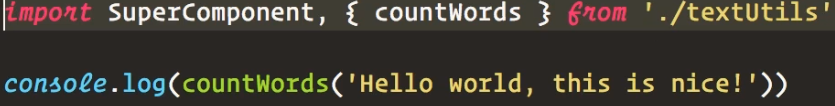 import SuperComponent, { countWords } from './textUtils'
console.log(countWords('Hello world, this is nice!'))